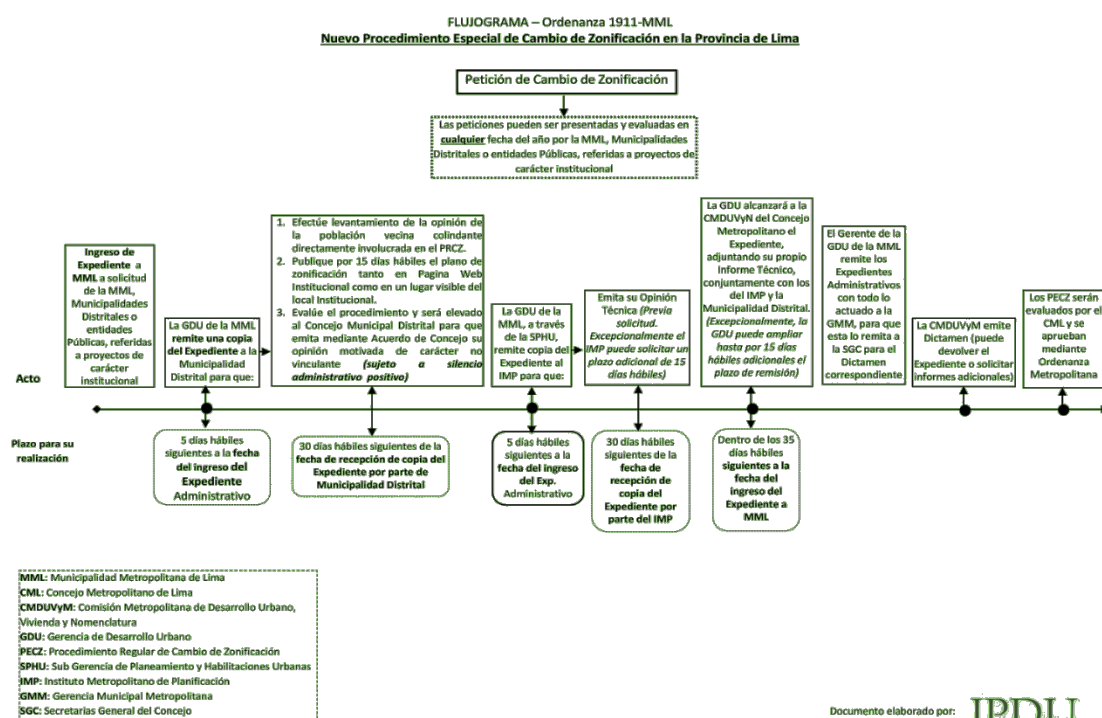 FLUJOGRAMA – Ordenanza 1911-MML
Nuevo Procedimiento Especial de Cambio de Zonificación en la Provincia de Lima
Petición de Cambio de Zonificación
Las peticiones pueden ser presentadas y evaluadas en
cualquier fecha del año por la MML, Municipalidades
Distritales o entidades Públicas, referidas a proyectos de
carácter institucional
Acto
Ingreso de
Expediente a
MML a solicitud
de la MML,
Municipalidades
Distritales o
entidades
Públicas, referidas
a proyectos de
carácter
institucional
La GDU de la MML
remite una copia
del Expediente a la
Municipalidad
Distrital para que:
1. Efectúe levantamiento de la opinión de
la población vecina colindante
directamente involucrada en el PRCZ.
2. Publique por 15 días hábiles el plano de
zonificación tanto en Pagina Web
Institucional como en un lugar visible del
local Institucional.
3. Evalúe el procedimiento y será elevado
al Concejo Municipal Distrital para que
emita mediante Acuerdo de Concejo su
opinión motivada de carácter no
vinculante (sujeto a silencio
administrativo positivo)
La GDU de la
MML, a través
de la SPHU,
remite copia del
Expediente al
IMP para que:
Emita su Opinión
Técnica (Previa
solicitud.
Excepcionalmente el
IMP puede solicitar un
plazo adicional de 15
días hábiles)
La GDU alcanzará a la
CMDUVyN del Concejo
Metropolitano el
Expediente,
adjuntando su propio
Informe Técnico,
conjuntamente con los
del IMP y la
Municipalidad Distrital.
(Excepcionalmente, la
GDU puede ampliar
hasta por 15 días
hábiles adicionales el
plazo de remisión)
El Gerente de la
GDU de la MML
remite los
Expedientes
Administrativos
con todo lo
actuado a la
GMM, para que
esta lo remita a
la SGC para el
Dictamen
correspondiente
La CMDUVyM emite
Dictamen (puede
devolver el
Expediente o solicitar
informes adicionales)
Los PECZ serán
evaluados por el
CML y se
aprueban
mediante
Ordenanza
Metropolitana
Plazo para su
realización
5 días hábiles
siguientes a la fecha
del ingreso del
Expediente
Administrativo
30 días hábiles siguientes de la
fecha de recepción de copia del
Expediente por parte de
Municipalidad Distrital
5 días hábiles
siguientes a la
fecha del ingreso
del Exp.
Administrativo
30 días hábiles
siguientes de la
fecha de
recepción de
copia del
Expediente por
parte del IMP
Dentro de los 35
días hábiles
siguientes a la
fecha del
ingreso del
Expediente a
MML
MML: Municipalidad Metropolitana de Lima
CML: Concejo Metropolitano de Lima
CMDUVyM: Comisión Metropolitana de Desarrollo Urbano,
Vivienda y Nomenclatura
GDU: Gerencia de Desarrollo Urbano
PECZ: Procedimiento Regular de Cambio de Zonificación
SPHU: Sub Gerencia de Planeamiento y Habilitaciones Urbanas
IMP: Instituto Metropolitano de Planificación
GMM: Gerencia Municipal Metropolitana
SGC: Secretarias General del Concejo
Documento elaborado por:
IPDU